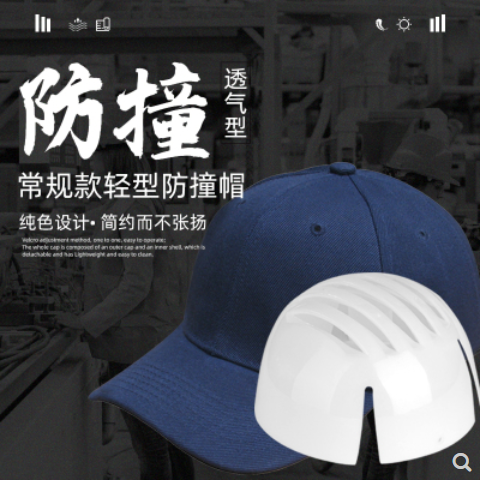 防撞
透气型
常规款轻型防撞帽
纯色设计• 简约而不张扬
Velcro adjustment method, one to one, easy to operate;
The whole cap is composed of an outer cap and an inner shell, which is
detachable and has Lightweight and easy to clean.